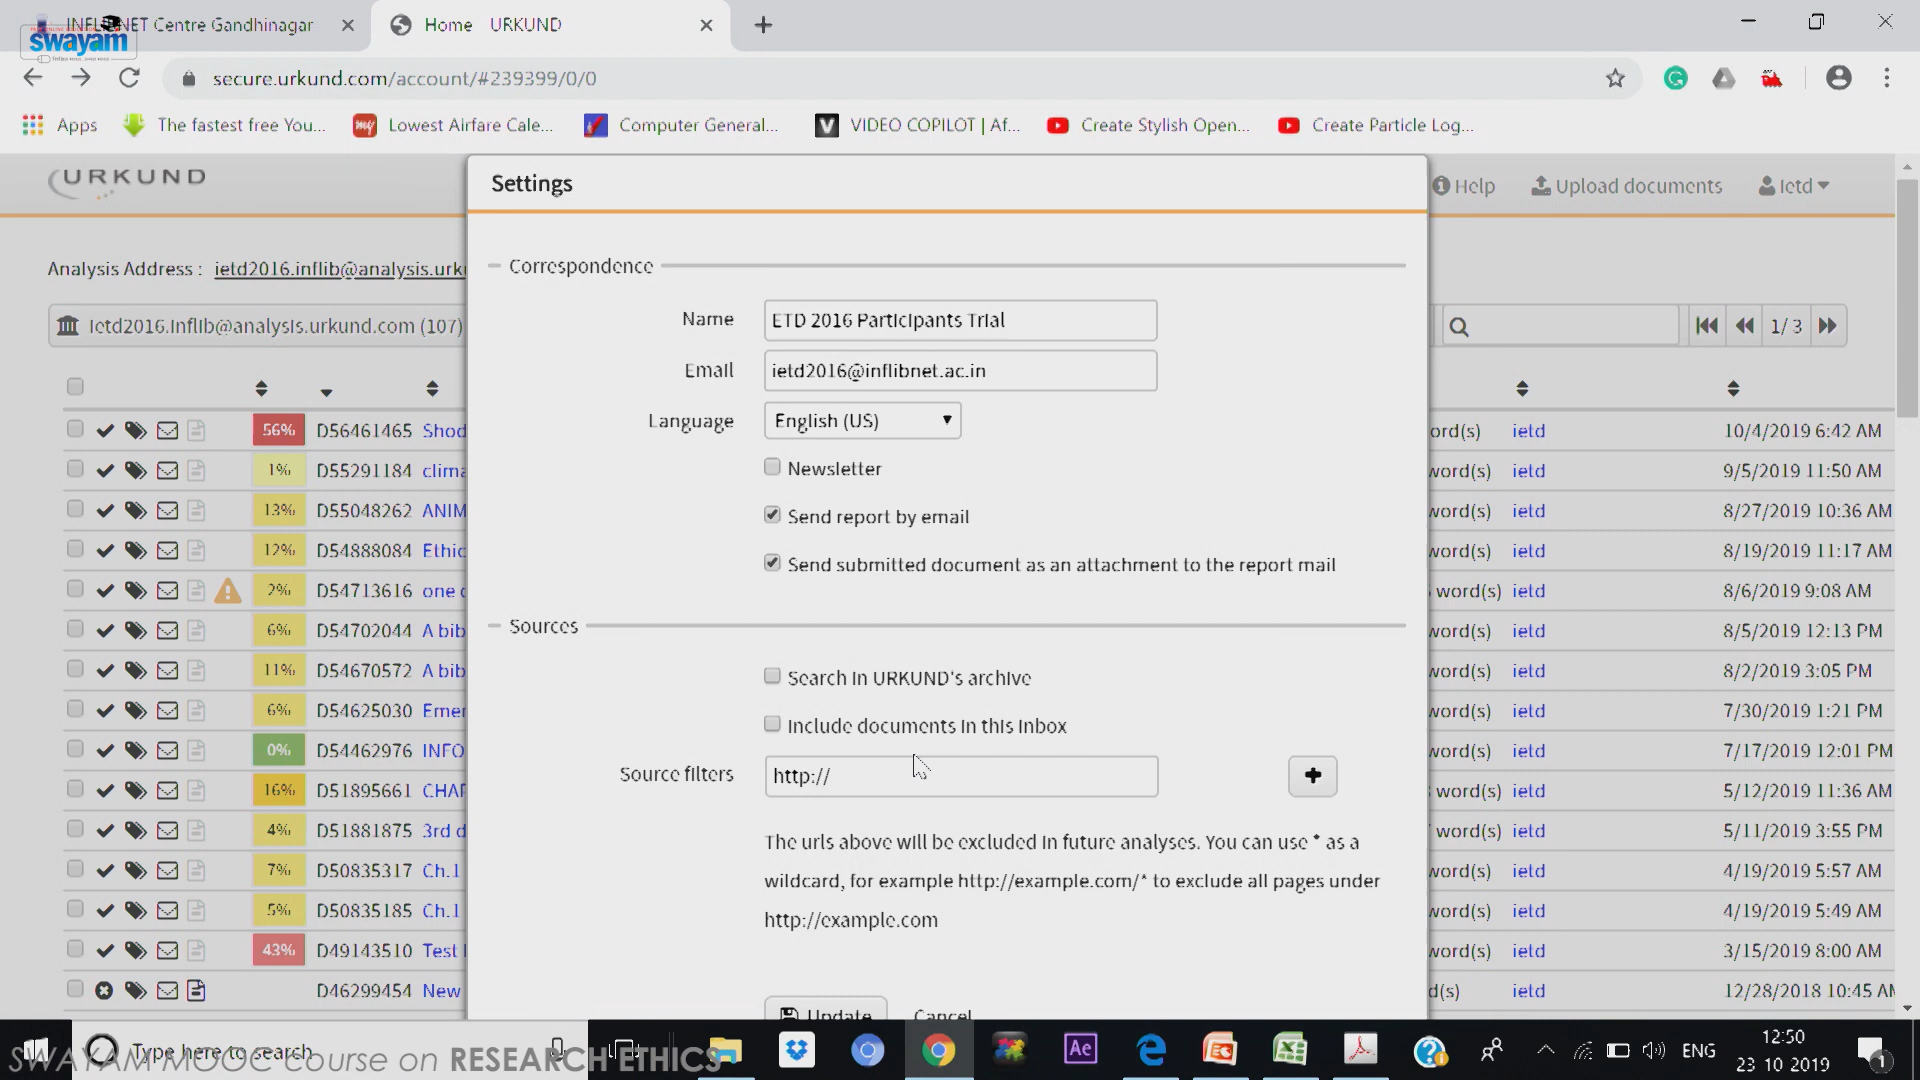 INFLIBNET Centre Gandhinagar
Home URKUND
swayam
secure.urkund.com/account/#239399/0/0
Apps
The fastest free You...
Lowest Airfare Cale...
Computer General...
VIDEO COPILOT | Af...
Create Stylish Open...
Create Particle Log...
URKUND
Settings
Help
Upload documents
ietd
Analysis Address : ietd2016.inflib@analysis.urku
ietd2016.inflib@analysis.urkund.com (107)
1/ 3
Correspondence
Name ETD 2016 Participants Trial
Email ietd2016@inflibnet.ac.in
Language English (US)
Newsletter
Send report by email
Send submitted document as an attachment to the report mail
Sources
Search in URKUND's archive
Include documents in this inbox
Source filters http://
The urls above will be excluded in future analyses. You can use * as a
wildcard, for example http://example.com/* to exclude all pages under
http://example.com
Update Cancel
56% D56461465 Shod ord(s) ietd 10/4/2019 6:42 AM
1% D55291184 clima word(s) ietd 9/5/2019 11:50 AM
13% D55048262 ANIM word(s) ietd 8/27/2019 10:36 AM
12% D54888084 Ethic word(s) ietd 8/19/2019 11:17 AM
2% D54713616 one word(s) ietd 8/6/2019 9:08 AM
6% D54702044 A bib word(s) ietd 8/5/2019 12:13 PM
11% D54670572 A bib word(s) ietd 8/2/2019 3:05 PM
6% D54625030 Emer word(s) ietd 7/30/2019 1:21 PM
0% D54462976 INFO word(s) ietd 7/17/2019 12:01 PM
16% D51895661 CHAP word(s) ietd 5/12/2019 11:36 AM
4% D51881875 3rd d word(s) ietd 5/11/2019 3:55 PM
7% D50835317 Ch.1 word(s) ietd 4/19/2019 5:57 AM
5% D50835185 Ch.1 word(s) ietd 4/19/2019 5:49 AM
43% D49143510 Test word(s) ietd 3/15/2019 8:00 AM
D46299454 New d(s) ietd 12/28/2018 10:45 AM
Type here to search
SWAYAM MOOC course on RESEARCH ETHICS
Ae
ENG
12:50
23 10 2019
1